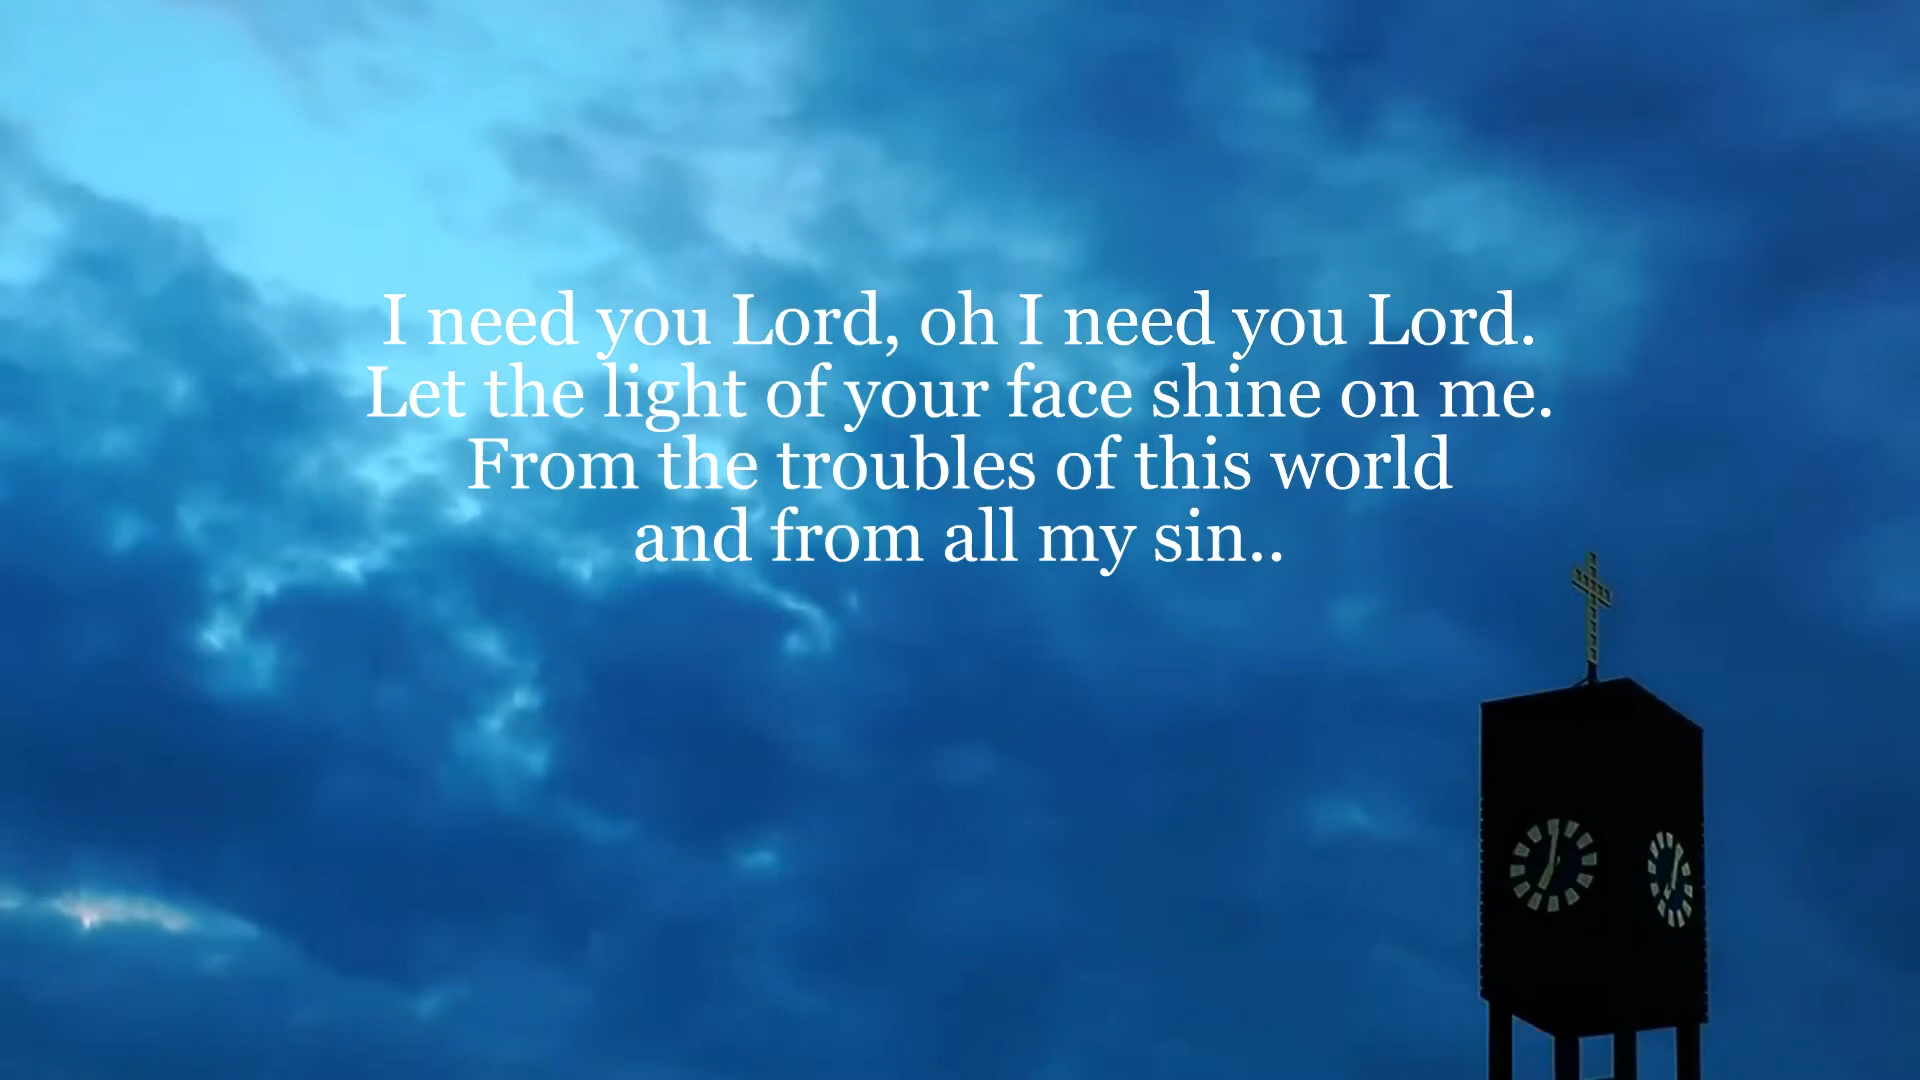 I need you Lord, oh I need you Lord.
Let the light of your face shine on me.
From the troubles of this world
and from all my sin..